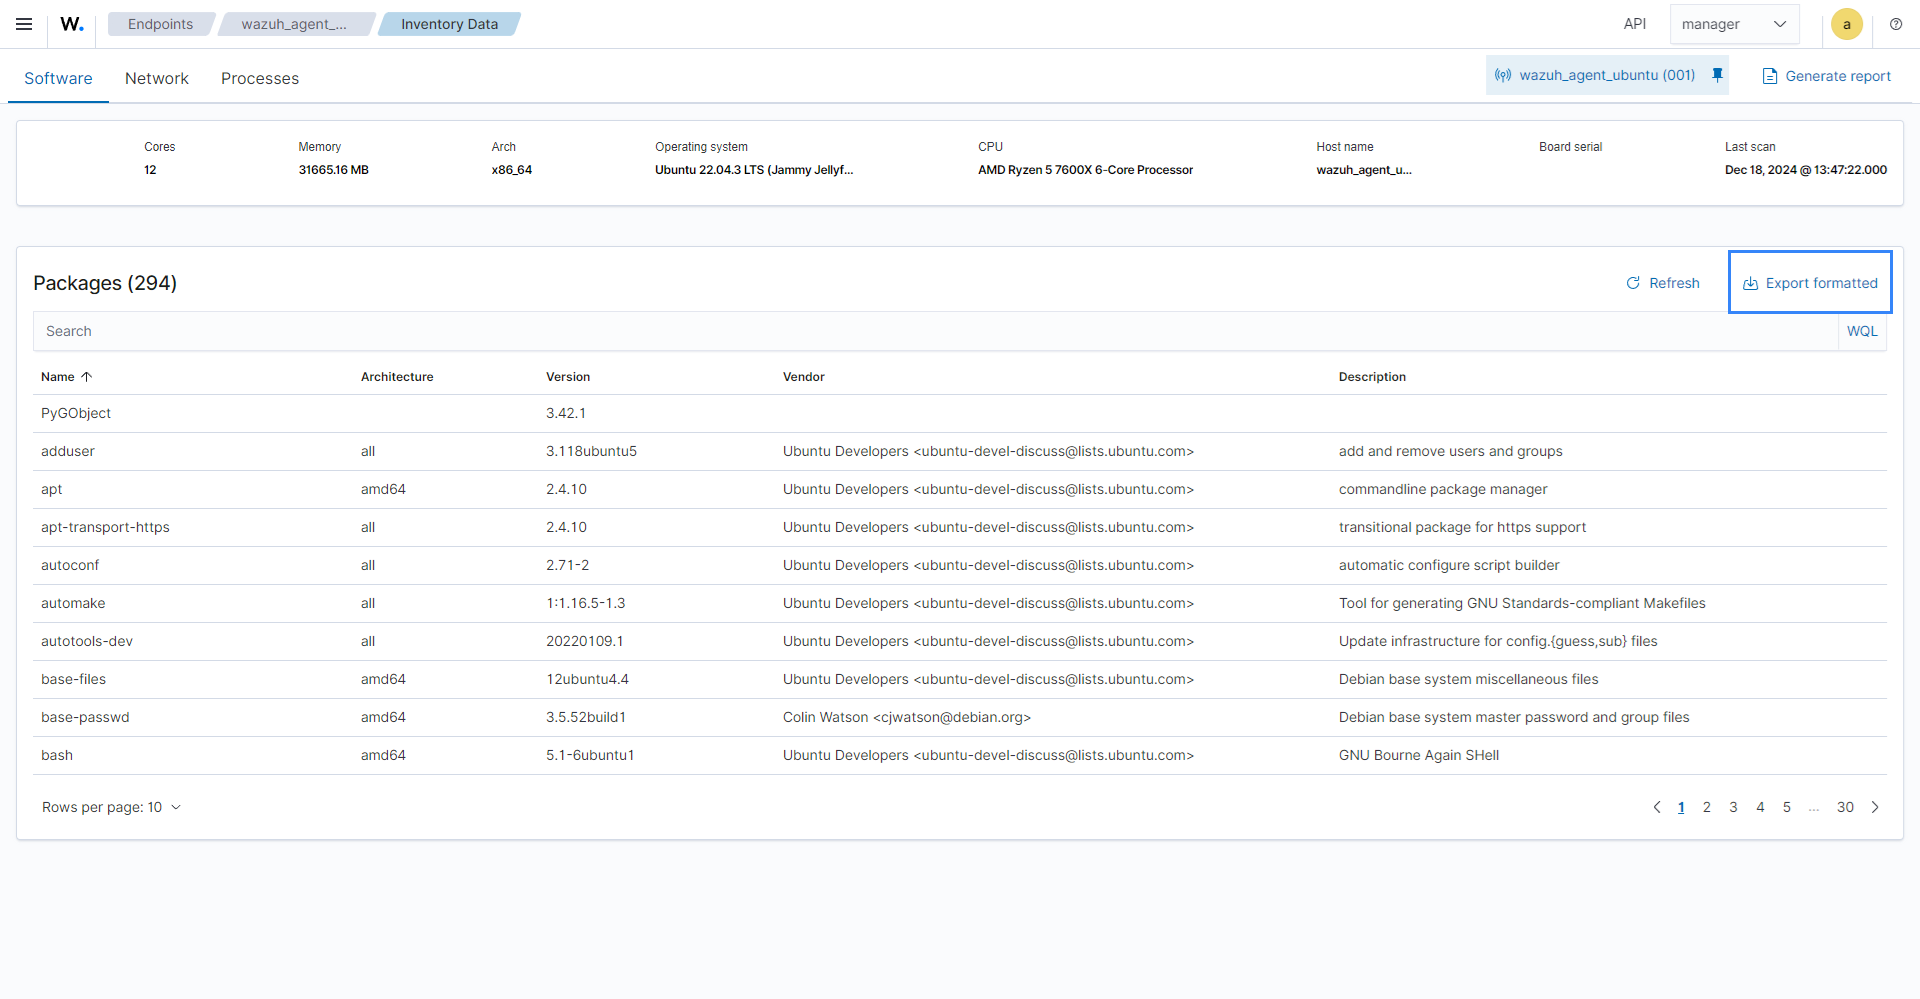 W. Endpoints wazuh_agent_... Inventory Data API manager a
Software Network Processes wazuh_agent_ubuntu (001) Generate report
Cores Memory Arch Operating system CPU Host name Board serial Last scan
12 31665.16 MB x86_64 Ubuntu 22.04.3 LTS (Jammy Jellyf... AMD Ryzen 5 7600X 6-Core Processor wazuh_agent_u... Dec 18, 2024 @ 13:47:22.000
Packages (294) Refresh Export formatted
Search WQL
Name Architecture Version Vendor Description
PyGObject 3.42.1
adduser all 3.118ubuntu5 Ubuntu Developers <ubuntu-devel-discuss@lists.ubuntu.com> add and remove users and groups
apt amd64 2.4.10 Ubuntu Developers <ubuntu-devel-discuss@lists.ubuntu.com> commandline package manager
apt-transport-https all 2.4.10 Ubuntu Developers <ubuntu-devel-discuss@lists.ubuntu.com> transitional package for https support
autoconf all 2.71-2 Ubuntu Developers <ubuntu-devel-discuss@lists.ubuntu.com> automatic configure script builder
automake all 1:1.16.5-1.3 Ubuntu Developers <ubuntu-devel-discuss@lists.ubuntu.com> Tool for generating GNU Standards-compliant Makefiles
autotools-dev all 20220109.1 Ubuntu Developers <ubuntu-devel-discuss@lists.ubuntu.com> Update infrastructure for config.{guess,sub} files
base-files amd64 12ubuntu4.4 Ubuntu Developers <ubuntu-devel-discuss@lists.ubuntu.com> Debian base system miscellaneous files
base-passwd amd64 3.5.52build1 Colin Watson <cjwatson@debian.org> Debian base system master password and group files
bash amd64 5.1-6ubuntu1 Ubuntu Developers <ubuntu-devel-discuss@lists.ubuntu.com> GNU Bourne Again SHell
Rows per page: 10 1 2 3 4 5 ... 30